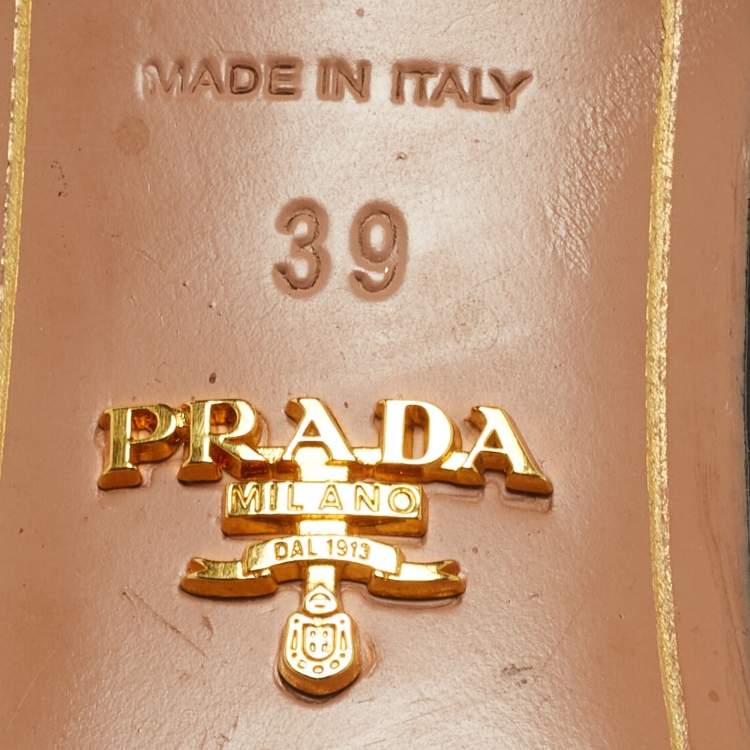 MADE IN ITALY
39
PRADA
MILANO
DAL 1913